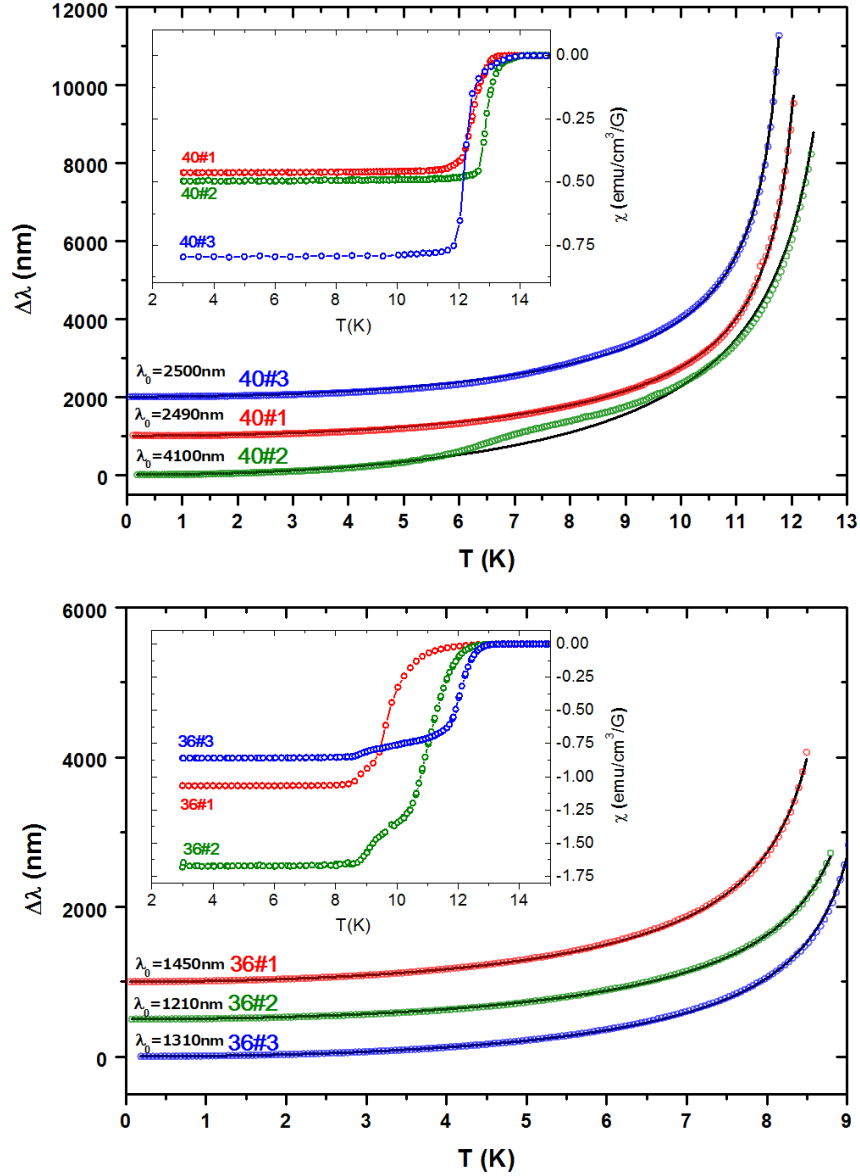 12000
10000
8000
6000
4000
2000
0
Δλ (nm)
0 1 2 3 4 5 6 7 8 9 10 11 12 13
T (K)
λ0=2500nm 40#3
λ0=2490nm 40#1
λ0=4100nm 40#2
40#1
40#2
40#3
0.00
-0.25
-0.50
-0.75
χ (emu/cm³/G)
2 4 6 8 10 12 14
T(K)
6000
4000
2000
0
Δλ (nm)
0 1 2 3 4 5 6 7 8 9
T (K)
λ0=1450nm 36#1
λ0=1210nm 36#2
λ0=1310nm 36#3
36#3
36#1
36#2
0.00
-0.25
-0.50
-0.75
-1.00
-1.25
-1.50
-1.75
χ (emu/cm³/G)
2 4 6 8 10 12 14
T(K)